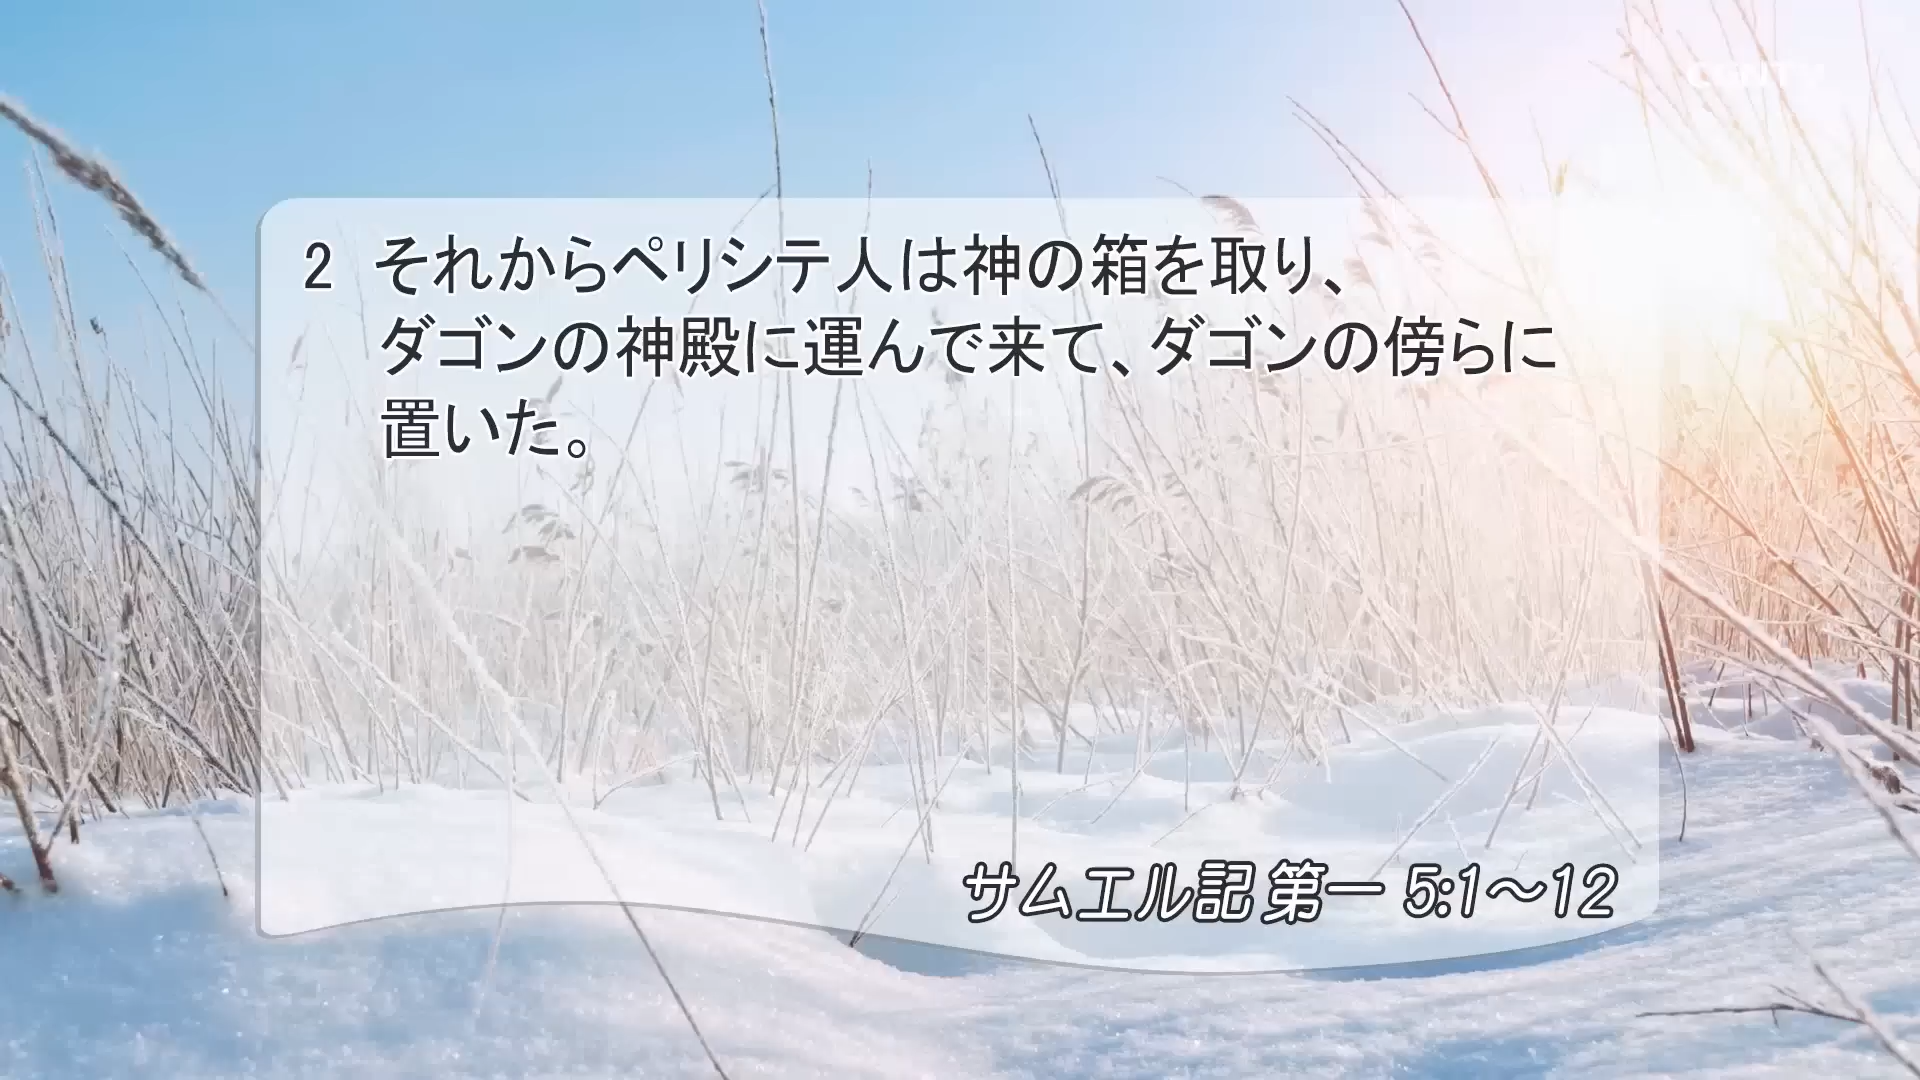 2 それからペリシテ人は神の箱を取り、
ダゴンの神殿に運んで来て、ダゴンの傍らに
置いた。
サムエル記 第一 5:1～12